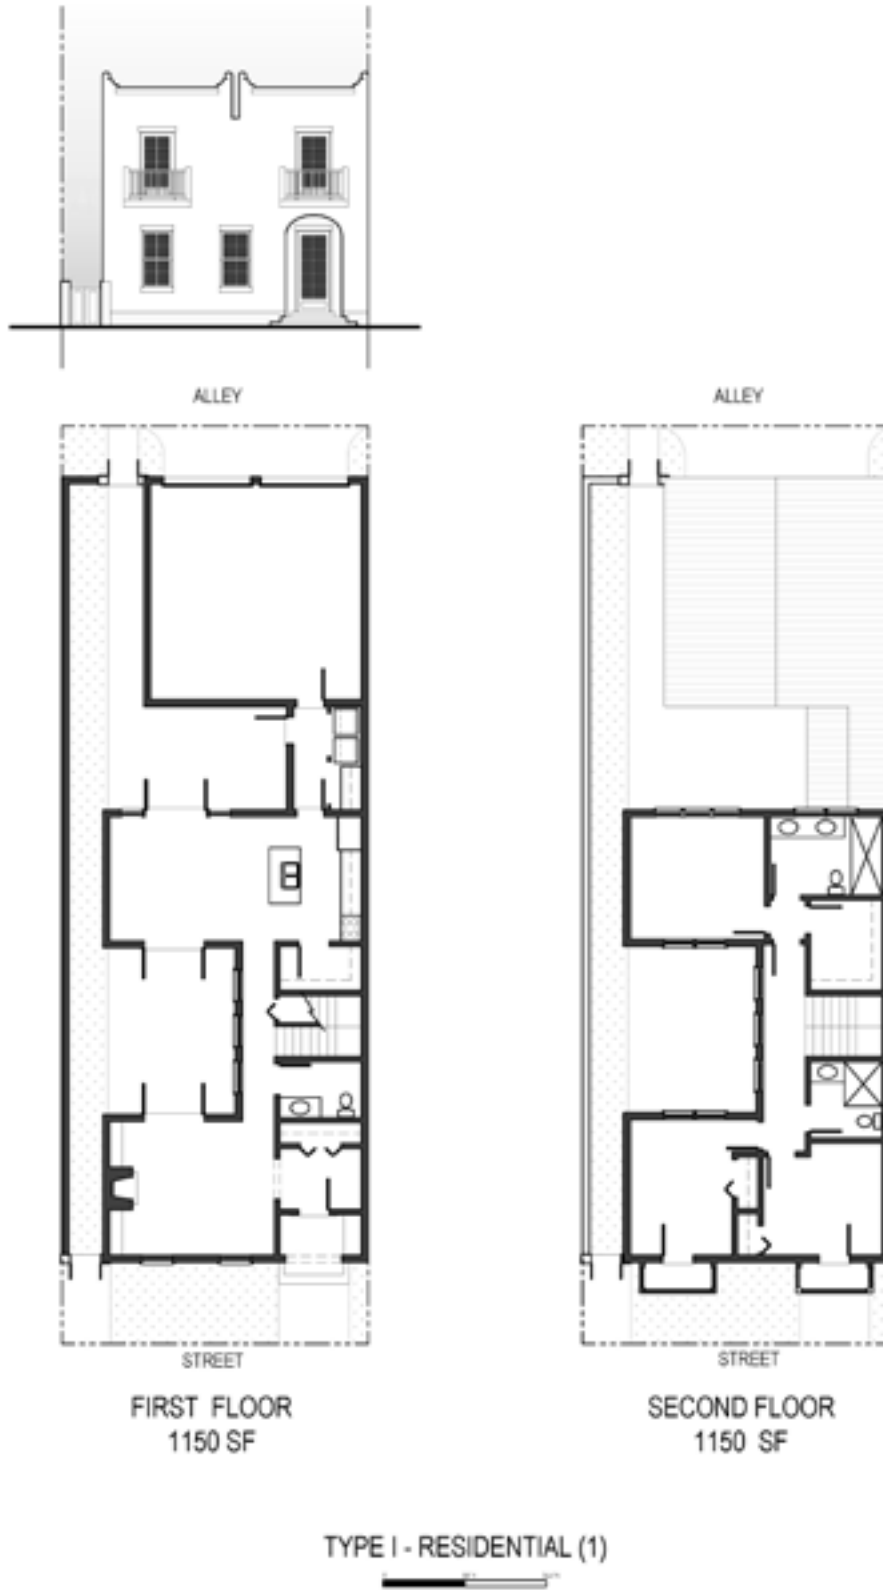 ALLEY
ALLEY
STREET
STREET
FIRST FLOOR
1150 SF
SECOND FLOOR
1150 SF
TYPE I - RESIDENTIAL (1)